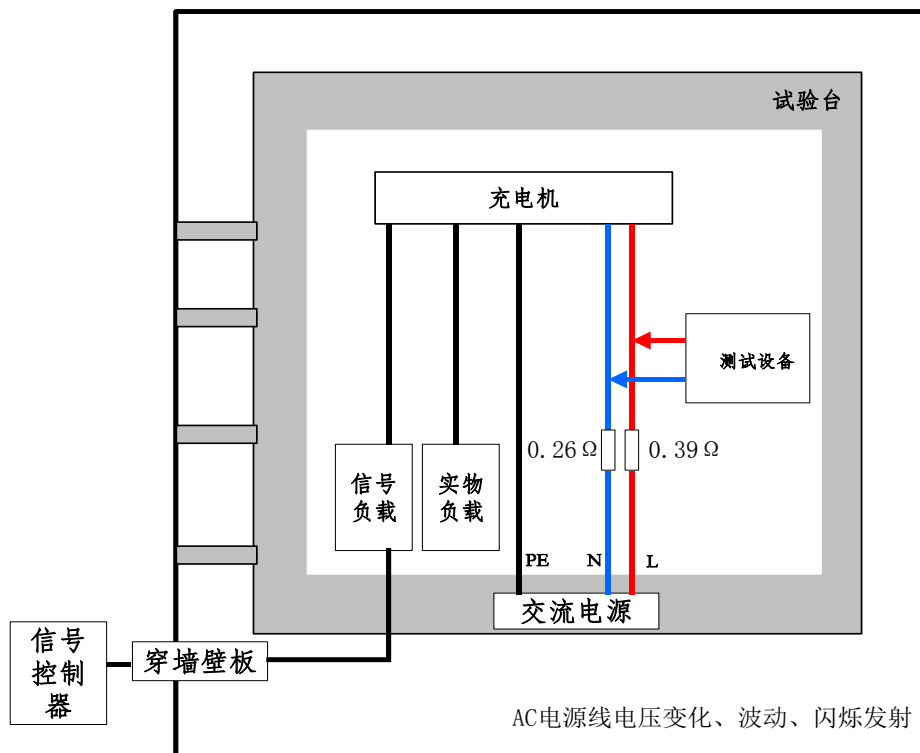 试验台
充电机
测试设备
0.26Ω
0.39Ω
信号
负载
实物
负载
PE
N
L
交流电源
信号
控制
器
穿墙壁板
AC电源线电压变化、波动、闪烁发射